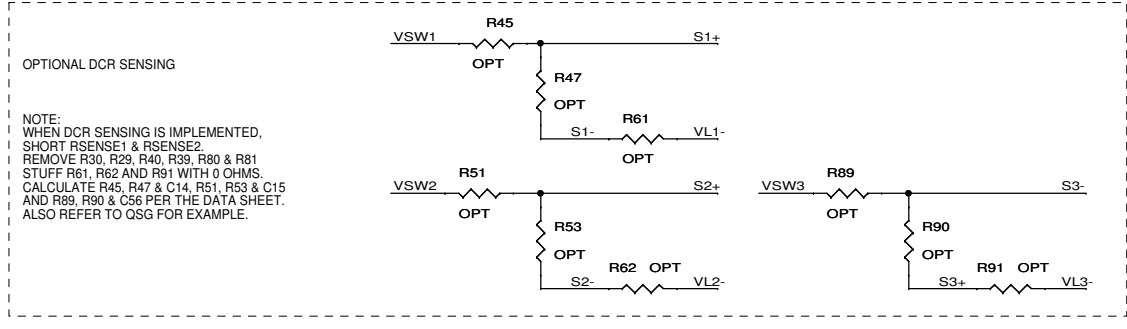 OPTIONAL DCR SENSING
NOTE:
WHEN DCR SENSING IS IMPLEMENTED,
SHORT RSENSE1 & RSENSE2.
REMOVE R30, R29, R40, R39, R80 & R81
STUFF R61, R62 AND R91 WITH 0 OHMS.
CALCULATE R45, R47 & C14, R51, R53 & C15
AND R89, R90 & C56 PER THE DATA SHEET.
ALSO REFER TO QSG FOR EXAMPLE.
R45
VSW1 S1+
OPT
R47
OPT
R61
S1- VL1-
OPT
R51
VSW2 S2+
OPT
R53
OPT
R62 OPT
S2- VL2-
R89
VSW3 S3-
OPT
R90
OPT
R91 OPT
S3+ VL3-